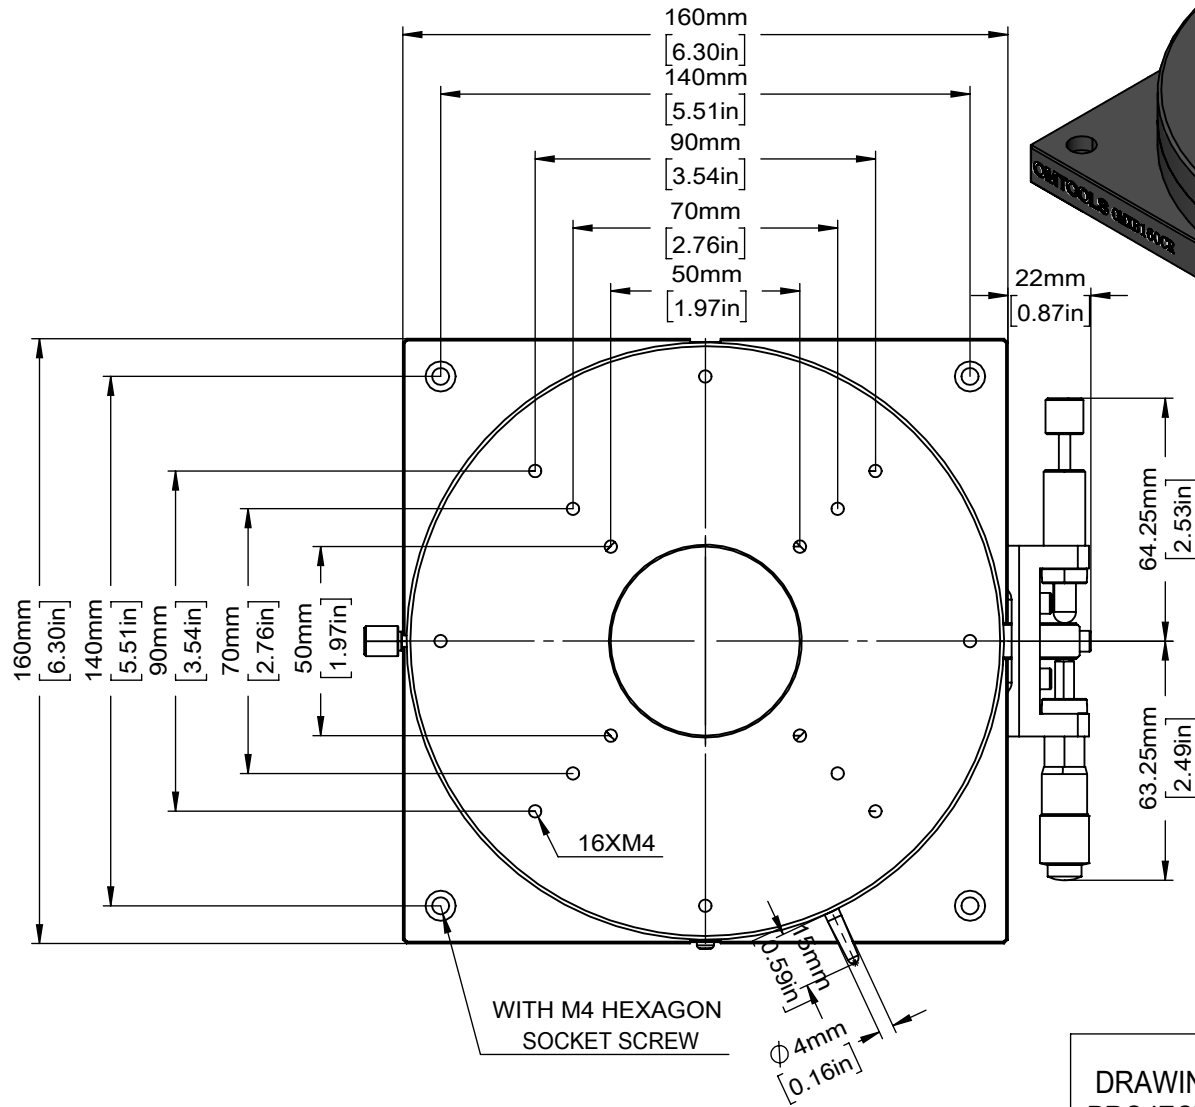 160mm
[6.30in]
140mm
[5.51in]
90mm
[3.54in]
70mm
[2.76in]
50mm
[1.97in]
OMTOOLS
22mm
[0.87in]
160mm
[6.30in]
140mm
[5.51in]
90mm
[3.54in]
70mm
[2.76in]
50mm
[1.97in]
64.25mm
[2.53in]
63.25mm
[2.49in]
16XM4
15mm
[0.59in]
∅ 4mm
[0.16in]
WITH M4 HEXAGON
SOCKET SCREW
DRAWIN